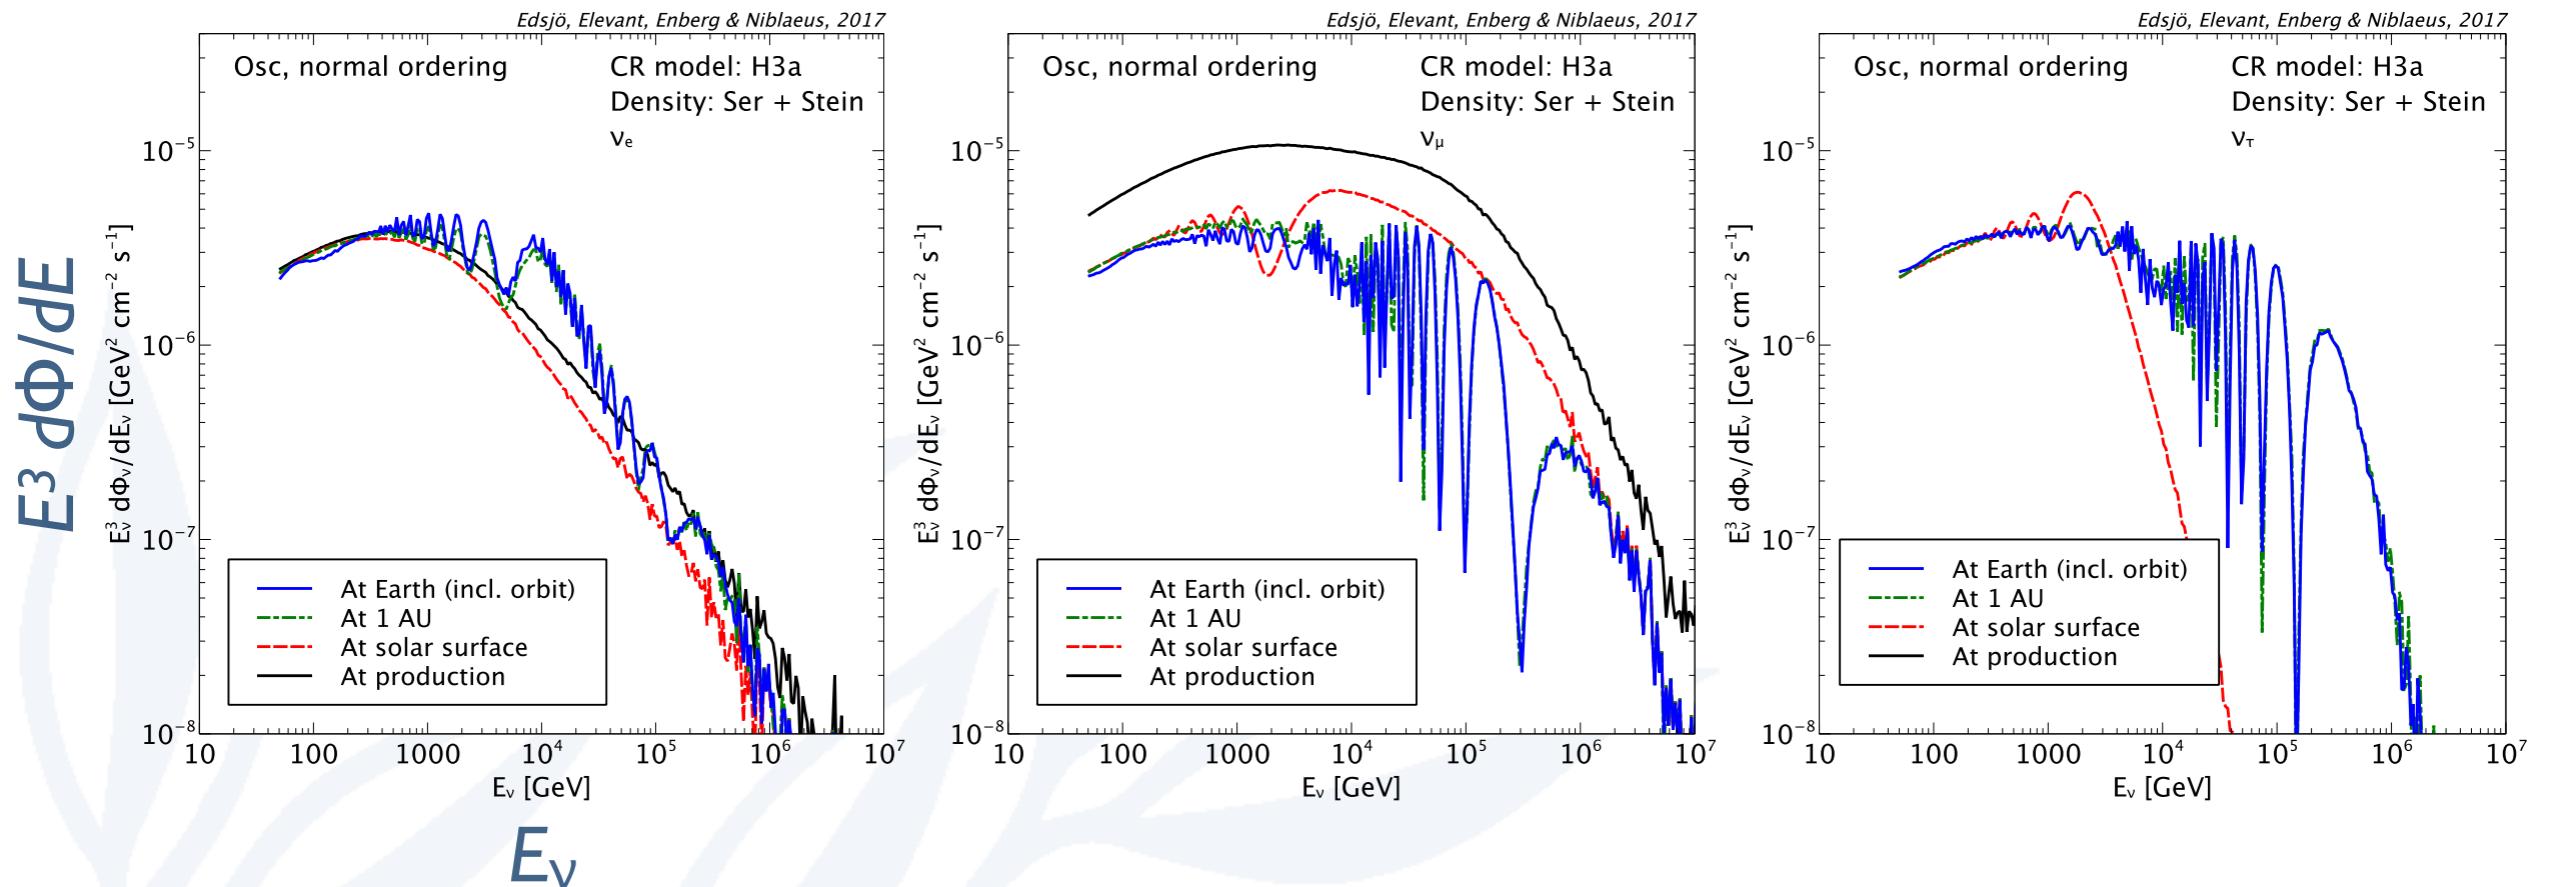 E³ dΦ/dE
Edsjö, Elevant, Enberg & Niblaeus, 2017
Osc, normal ordering
CR model: H3a
Density: Ser + Stein
νe
10⁻⁵
10⁻⁶
10⁻⁷
10⁻⁸
Eν³ dΦν/dEν [GeV² cm⁻² s⁻¹]
At Earth (incl. orbit)
At 1 AU
At solar surface
At production
10 100 1000 10⁴ 10⁵ 10⁶ 10⁷
Eν [GeV]
Edsjö, Elevant, Enberg & Niblaeus, 2017
Osc, normal ordering
CR model: H3a
Density: Ser + Stein
νμ
10⁻⁵
10⁻⁶
10⁻⁷
10⁻⁸
Eν³ dΦν/dEν [GeV² cm⁻² s⁻¹]
At Earth (incl. orbit)
At 1 AU
At solar surface
At production
10 100 1000 10⁴ 10⁵ 10⁶ 10⁷
Eν [GeV]
Edsjö, Elevant, Enberg & Niblaeus, 2017
Osc, normal ordering
CR model: H3a
Density: Ser + Stein
ντ
10⁻⁵
10⁻⁶
10⁻⁷
10⁻⁸
Eν³ dΦν/dEν [GeV² cm⁻² s⁻¹]
At Earth (incl. orbit)
At 1 AU
At solar surface
At production
10 100 1000 10⁴ 10⁵ 10⁶ 10⁷
Eν [GeV]
Eν